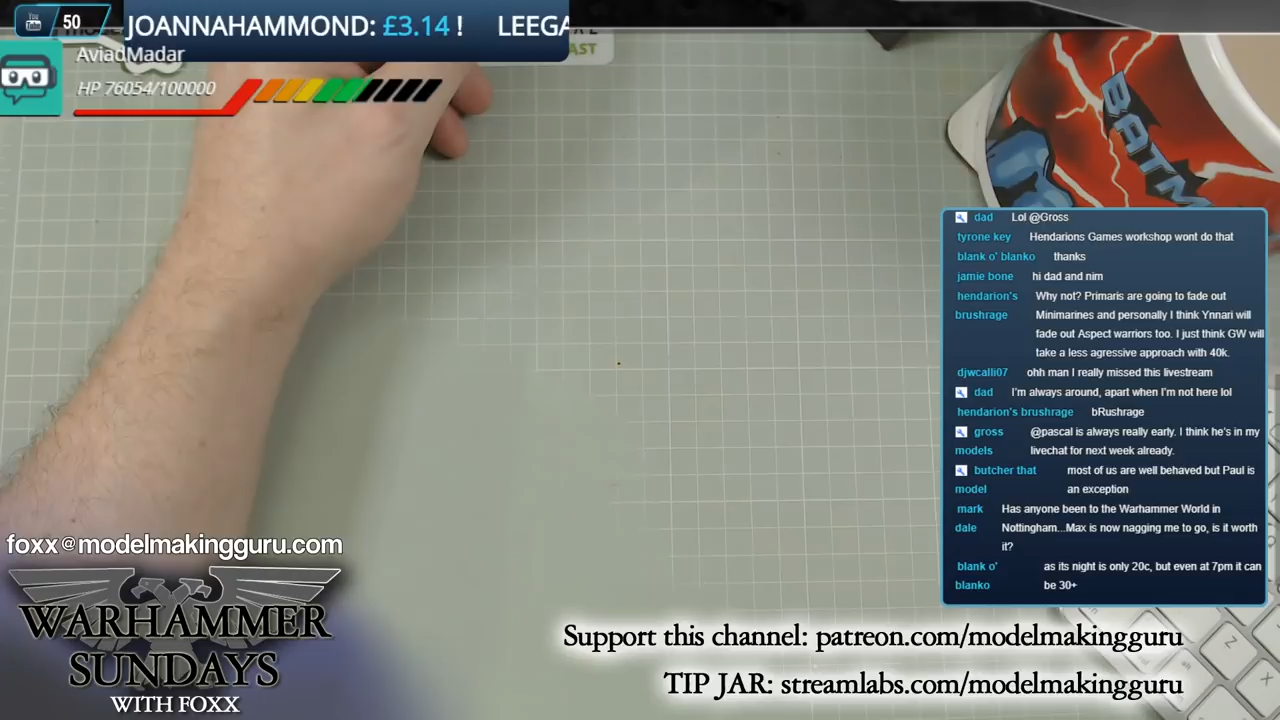 You Tube
50
JOANNAHAMMOND: £3.14 ! LEEGA
AviadMadar
AST
HP 76054/100000
BATM
dad Lol @Gross
tyrone key Hendarions Games workshop wont do that
blank o' blanko thanks
jamie bone hi dad and nim
hendarion's Why not? Primaris are going to fade out
brushrage Minimarines and personally I think Ynnari will
fade out Aspect warriors too. I just think GW will
take a less agressive approach with 40k.
djwcalli07 ohh man I really missed this livestream
dad I'm always around, apart when I'm not here lol
hendarion's brushrage bRushrage
gross @pascal is always really early. I think he's in my
models livechat for next week already.
butcher that most of us are well behaved but Paul is
model an exception
mark Has anyone been to the Warhammer World in
dale Nottingham...Max is now nagging me to go, is it worth
it?
blank o' as its night is only 20c, but even at 7pm it can
blanko be 30+
foxx@modelmakingguru.com
WARHAMMER
SUNDAYS
WITH FOXX
Support this channel: patreon.com/modelmakingguru
TIP JAR: streamlabs.com/modelmakingguru
Z
X